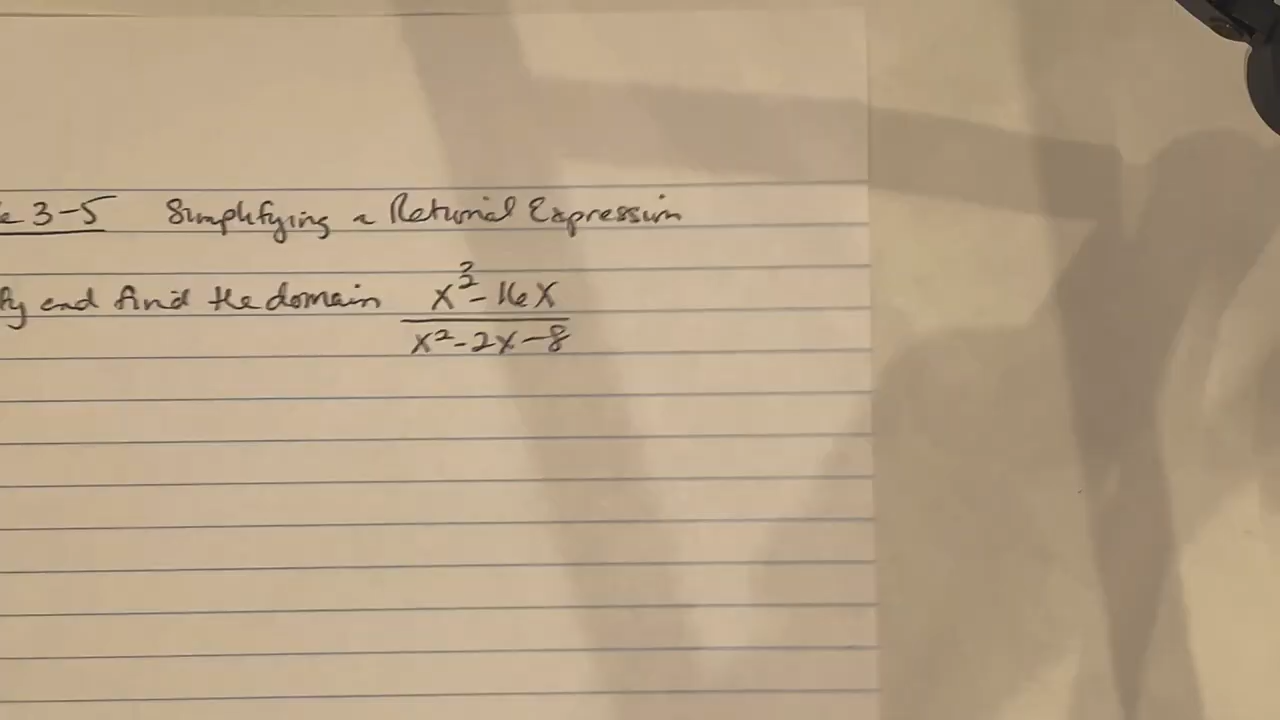 3-5 Simplifying a Rational Expression
and find the domain x³-16x
x²-2x-8